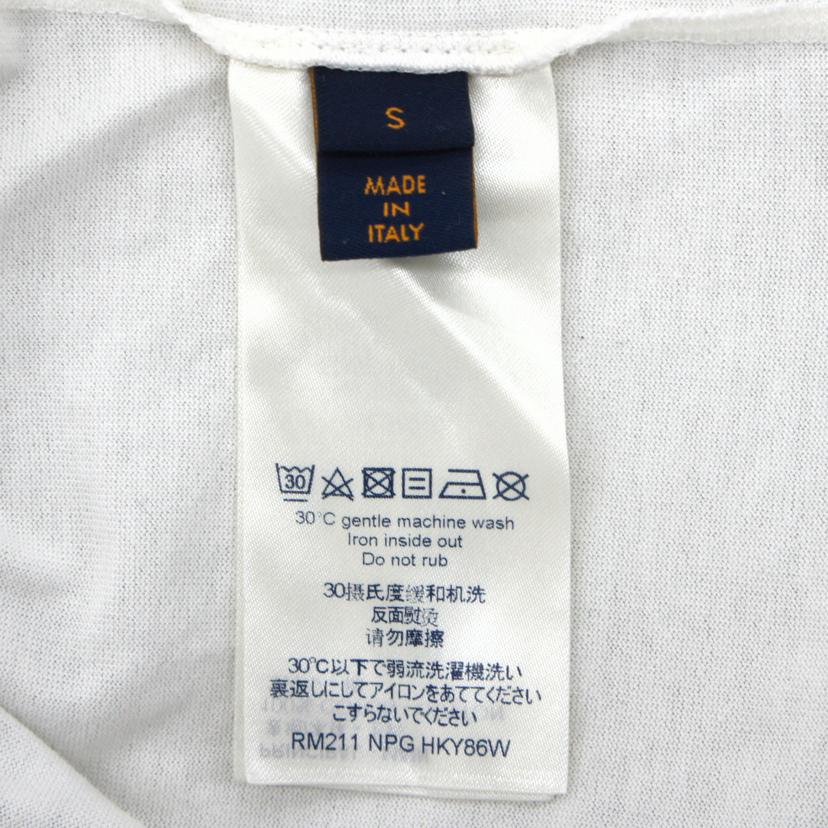 S
MADE
IN
ITALY
30
30°C gentle machine wash
Iron inside out
Do not rub
30摄氏度缓和机洗
反面熨烫
请勿摩擦
30℃以下で弱流洗濯機洗い
裏返しにしてアイロンをあててください
こすらないでください
RM211 NPG HKY86W